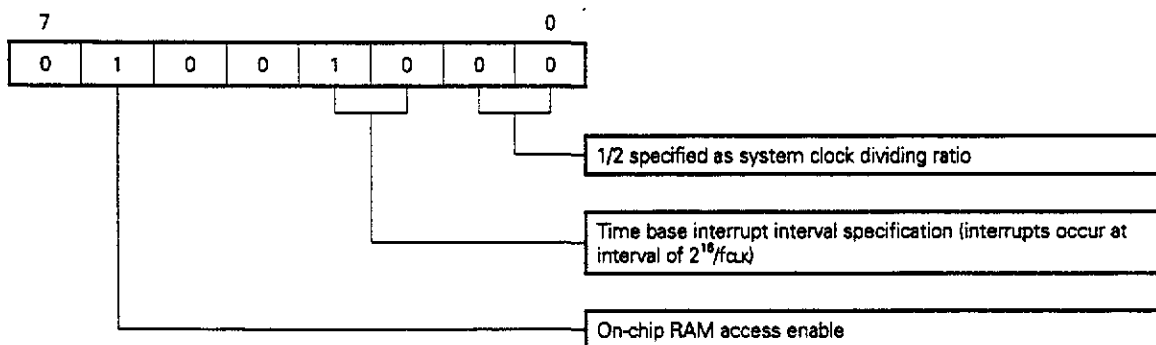 7 0
0 1 0 0 1 0 0 0
1/2 specified as system clock dividing ratio
Time base interrupt interval specification (interrupts occur at
interval of 2¹⁶/fCLK)
On-chip RAM access enable